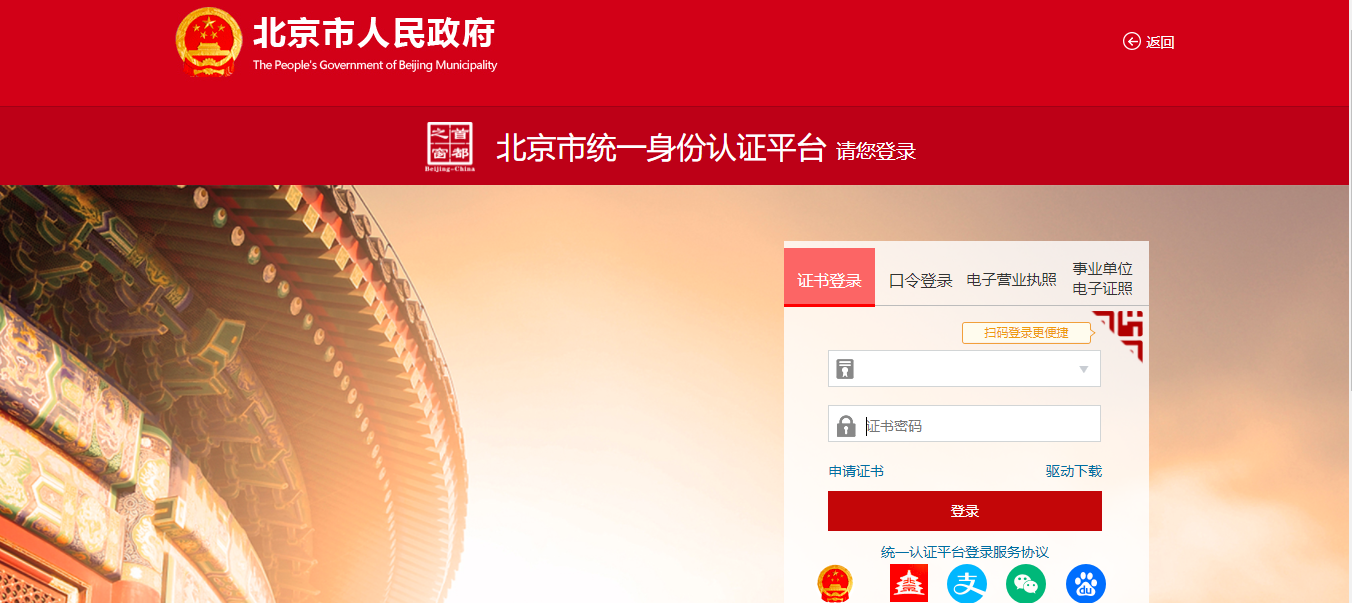 北京市人民政府
The People's Government of Beijing Municipality
返回
首都之窗
Beijing-China
北京市统一身份认证平台 请您登录
证书登录 口令登录 电子营业执照 事业单位
电子证照
扫码登录更便捷
证书密码
申请证书 驱动下载
登录
统一认证平台登录服务协议
支
du